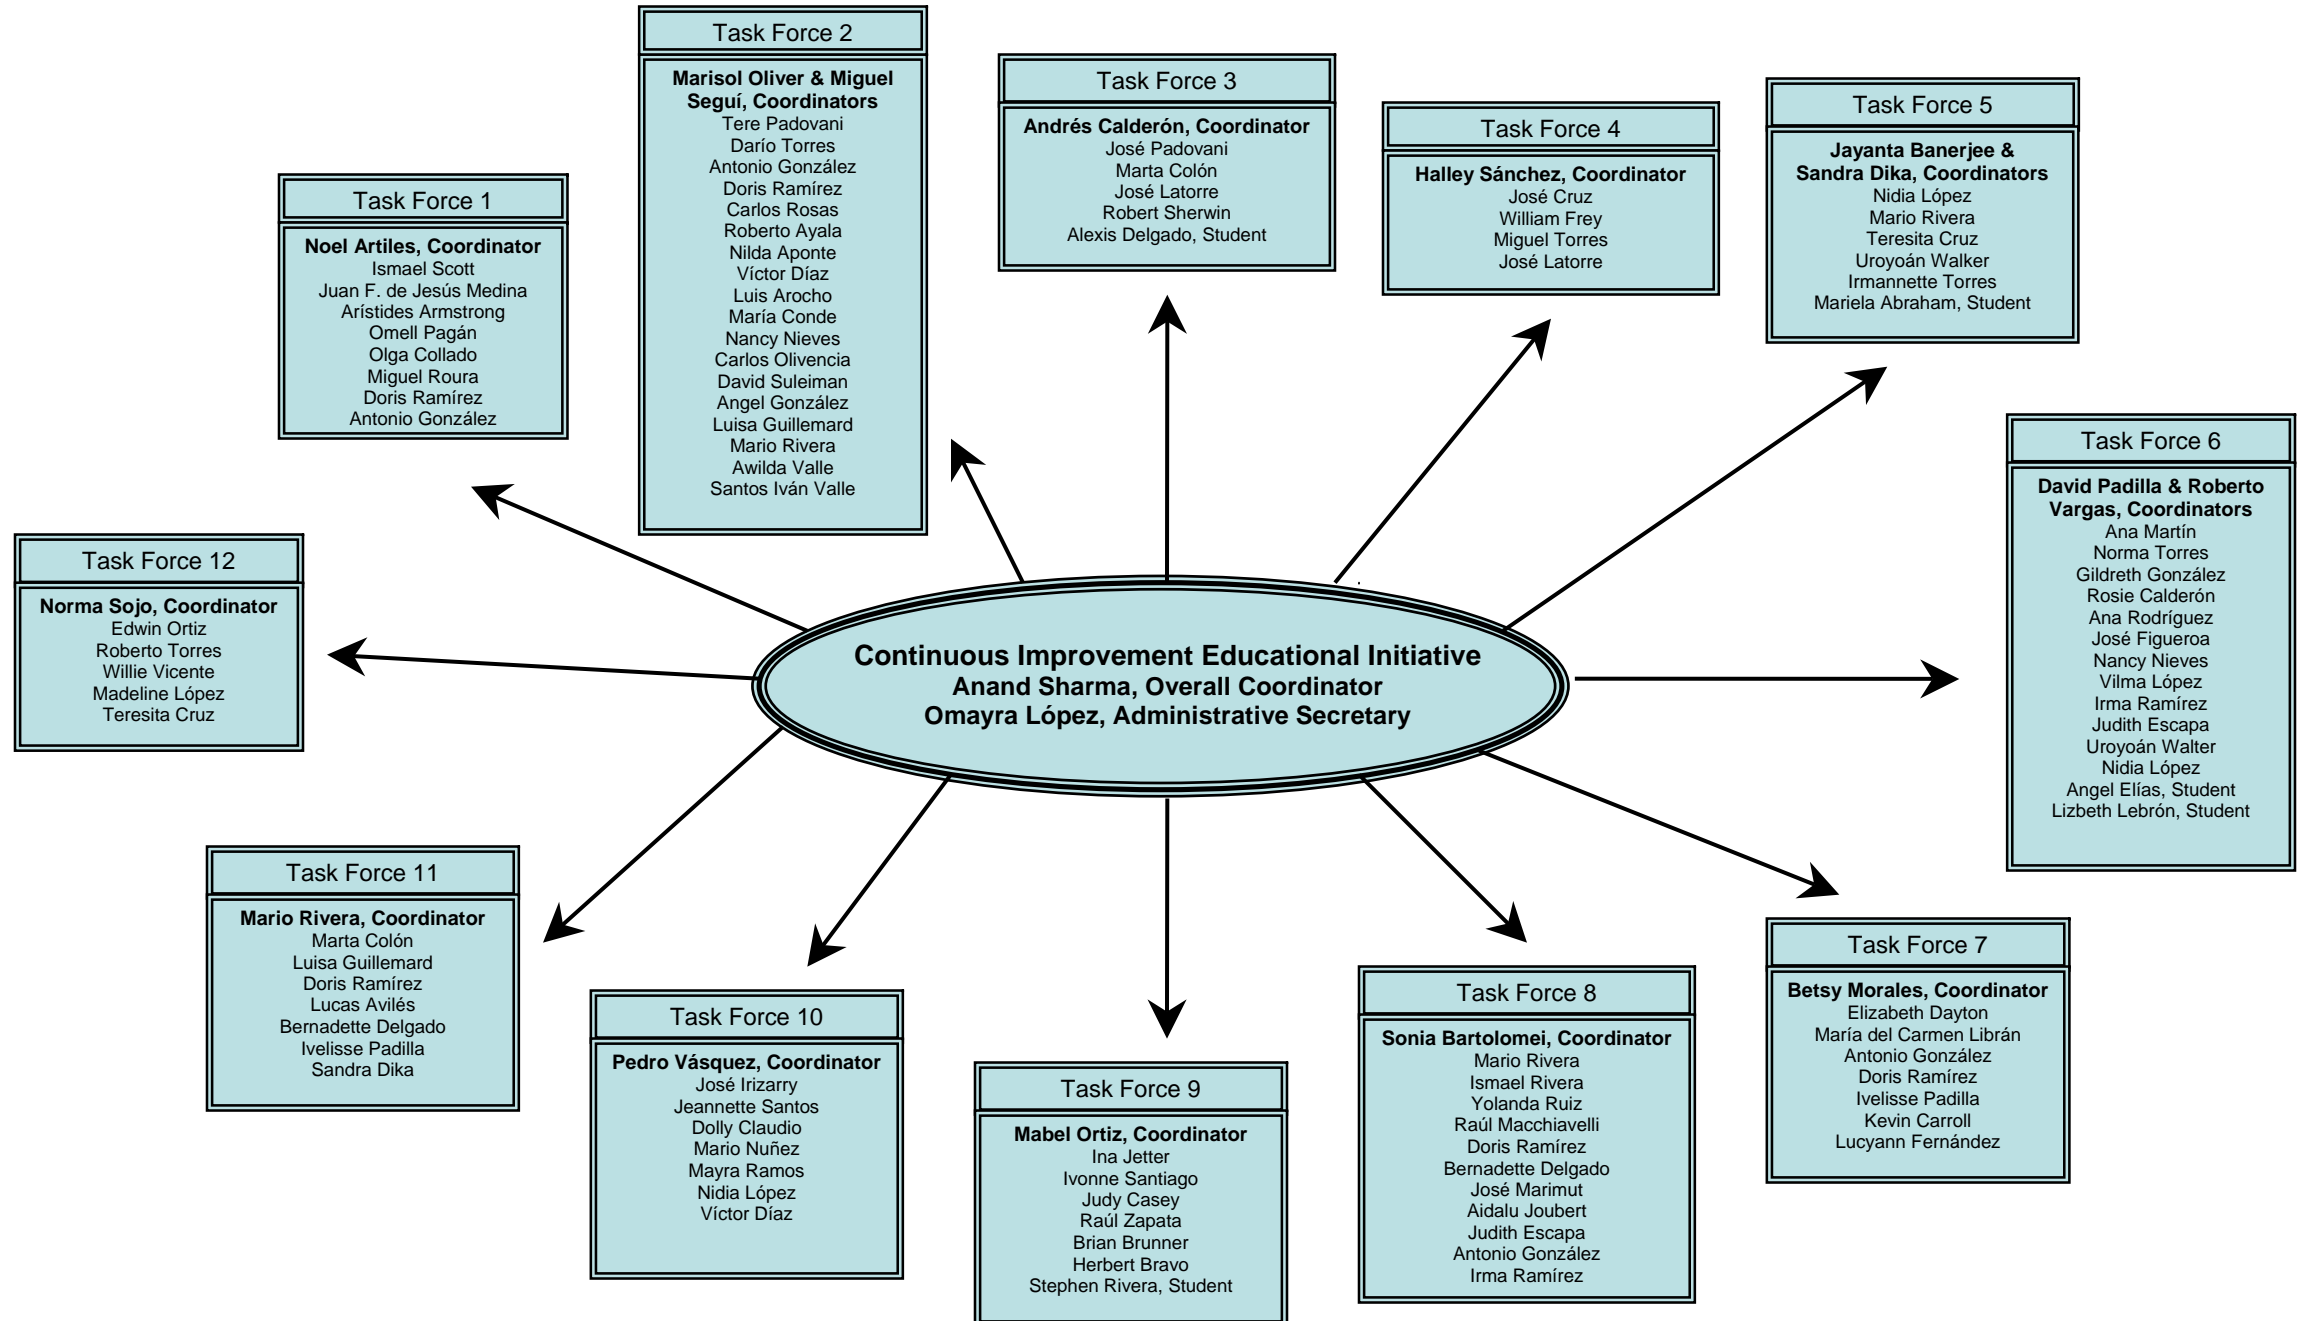 Task Force 1
Noel Artiles, Coordinator
Ismael Scott
Juan F. de Jesús Medina
Arístides Armstrong
Omell Pagán
Olga Collado
Miguel Roura
Doris Ramírez
Antonio González
Task Force 2
Marisol Oliver & Miguel
Seguí, Coordinators
Tere Padovani
Darío Torres
Antonio González
Doris Ramírez
Carlos Rosas
Roberto Ayala
Nilda Aponte
Víctor Díaz
Luis Arocho
María Conde
Nancy Nieves
Carlos Olivencia
David Suleiman
Angel González
Luisa Guillemard
Mario Rivera
Awilda Valle
Santos Iván Valle
Task Force 3
Andrés Calderón, Coordinator
José Padovani
Marta Colón
José Latorre
Robert Sherwin
Alexis Delgado, Student
Task Force 4
Halley Sánchez, Coordinator
José Cruz
William Frey
Miguel Torres
José Latorre
Task Force 5
Jayanta Banerjee &
Sandra Dika, Coordinators
Nidia López
Mario Rivera
Teresita Cruz
Uroyoán Walker
Irmannette Torres
Mariela Abraham, Student
Task Force 6
David Padilla & Roberto
Vargas, Coordinators
Ana Martín
Norma Torres
Gildreth González
Rosie Calderón
Ana Rodríguez
José Figueroa
Nancy Nieves
Vilma López
Irma Ramírez
Judith Escapa
Uroyoán Walter
Nidia López
Angel Elías, Student
Lizbeth Lebrón, Student
Task Force 12
Norma Sojo, Coordinator
Edwin Ortiz
Roberto Torres
Willie Vicente
Madeline López
Teresita Cruz
Continuous Improvement Educational Initiative
Anand Sharma, Overall Coordinator
Omayra López, Administrative Secretary
Task Force 11
Mario Rivera, Coordinator
Marta Colón
Luisa Guillemard
Doris Ramírez
Lucas Avilés
Bernadette Delgado
Ivelisse Padilla
Sandra Dika
Task Force 10
Pedro Vásquez, Coordinator
José Irizarry
Jeannette Santos
Dolly Claudio
Mario Nuñez
Mayra Ramos
Nidia López
Víctor Díaz
Task Force 9
Mabel Ortiz, Coordinator
Ina Jetter
Ivonne Santiago
Judy Casey
Raúl Zapata
Brian Brunner
Herbert Bravo
Stephen Rivera, Student
Task Force 8
Sonia Bartolomei, Coordinator
Mario Rivera
Ismael Rivera
Yolanda Ruiz
Raúl Macchiavelli
Doris Ramírez
Bernadette Delgado
José Marimut
Aidalu Joubert
Judith Escapa
Antonio González
Irma Ramírez
Task Force 7
Betsy Morales, Coordinator
Elizabeth Dayton
María del Carmen Librán
Antonio González
Doris Ramírez
Ivelisse Padilla
Kevin Carroll
Lucyann Fernández